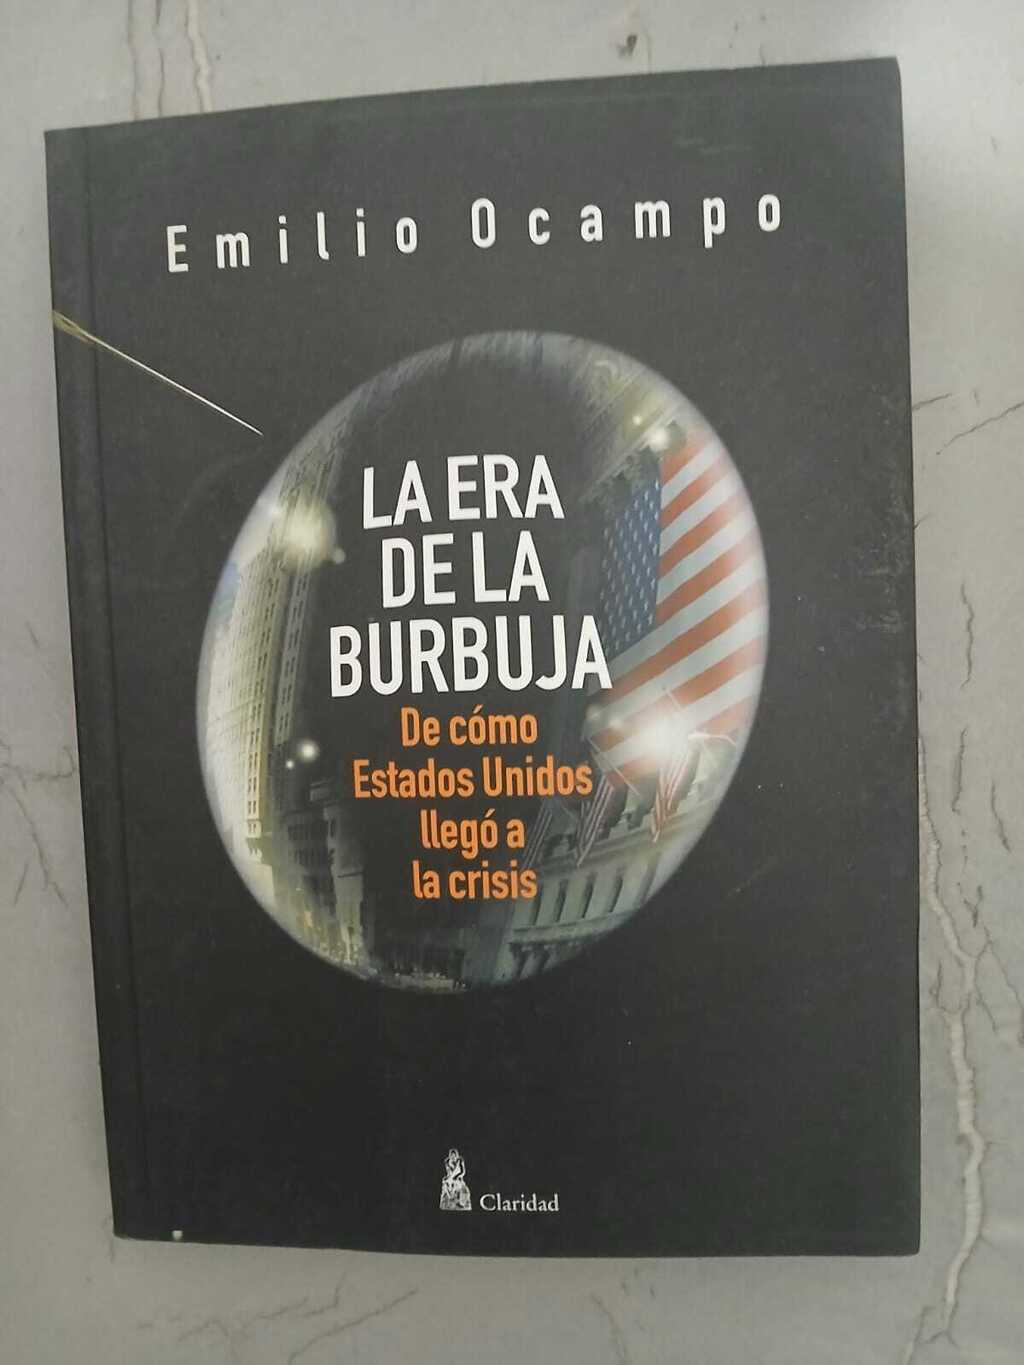 Emilio Ocampo
LA ERA
DE LA
BURBUJA
De cómo
Estados Unidos
llegó a
la crisis
Claridad